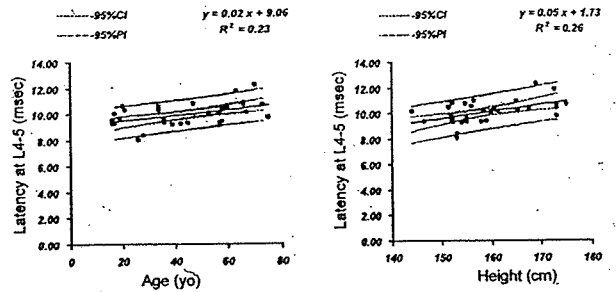 -95%CI
y = 0.02 x + 9.06
-95%PI
R² = 0.23
14.00
12.00
10.00
8.00
6.00
4.00
2.00
0.00
Latency at L4-5 (msec)
0 20 40 60 80
Age (yo)
-95%CI
y = 0.05 x + 1.73
-95%PI
R² = 0.26
14.00
12.00
10.00
8.00
6.00
4.00
2.00
0.00
Latency at L4-5 (msec)
140 150 160 170 180
Height (cm)